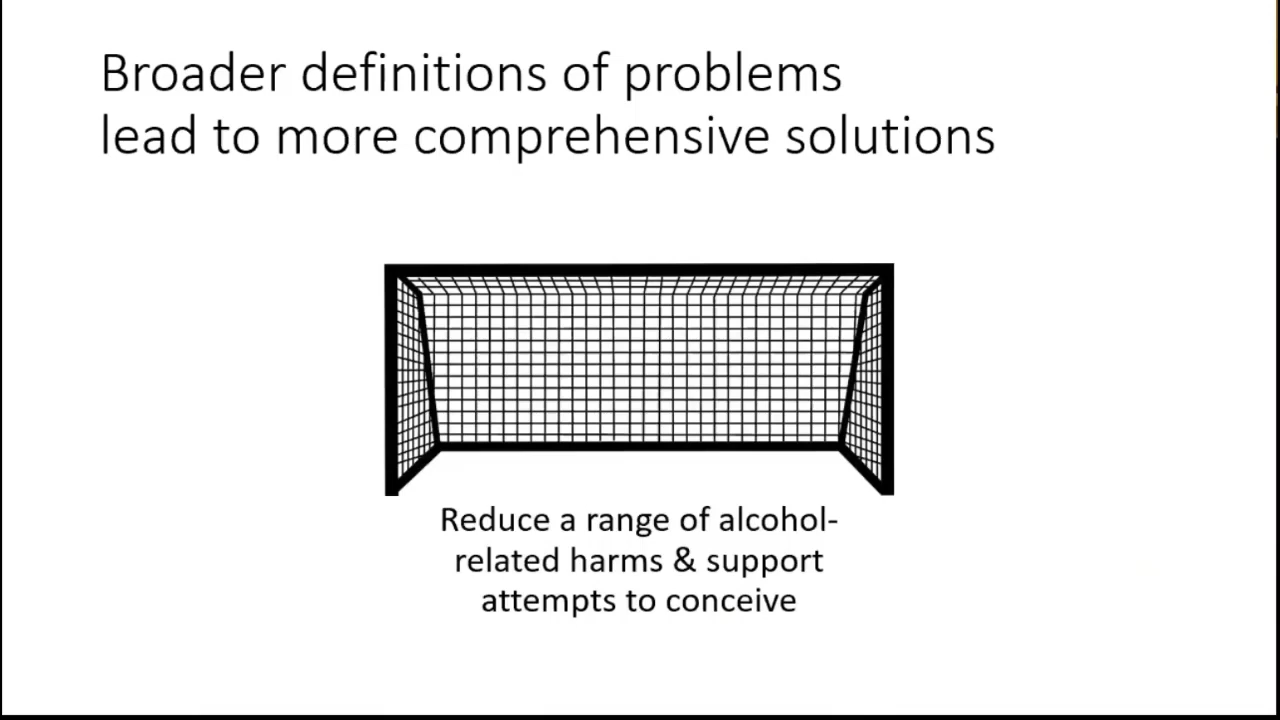 Broader definitions of problems
lead to more comprehensive solutions
Reduce a range of alcohol-
related harms & support
attempts to conceive